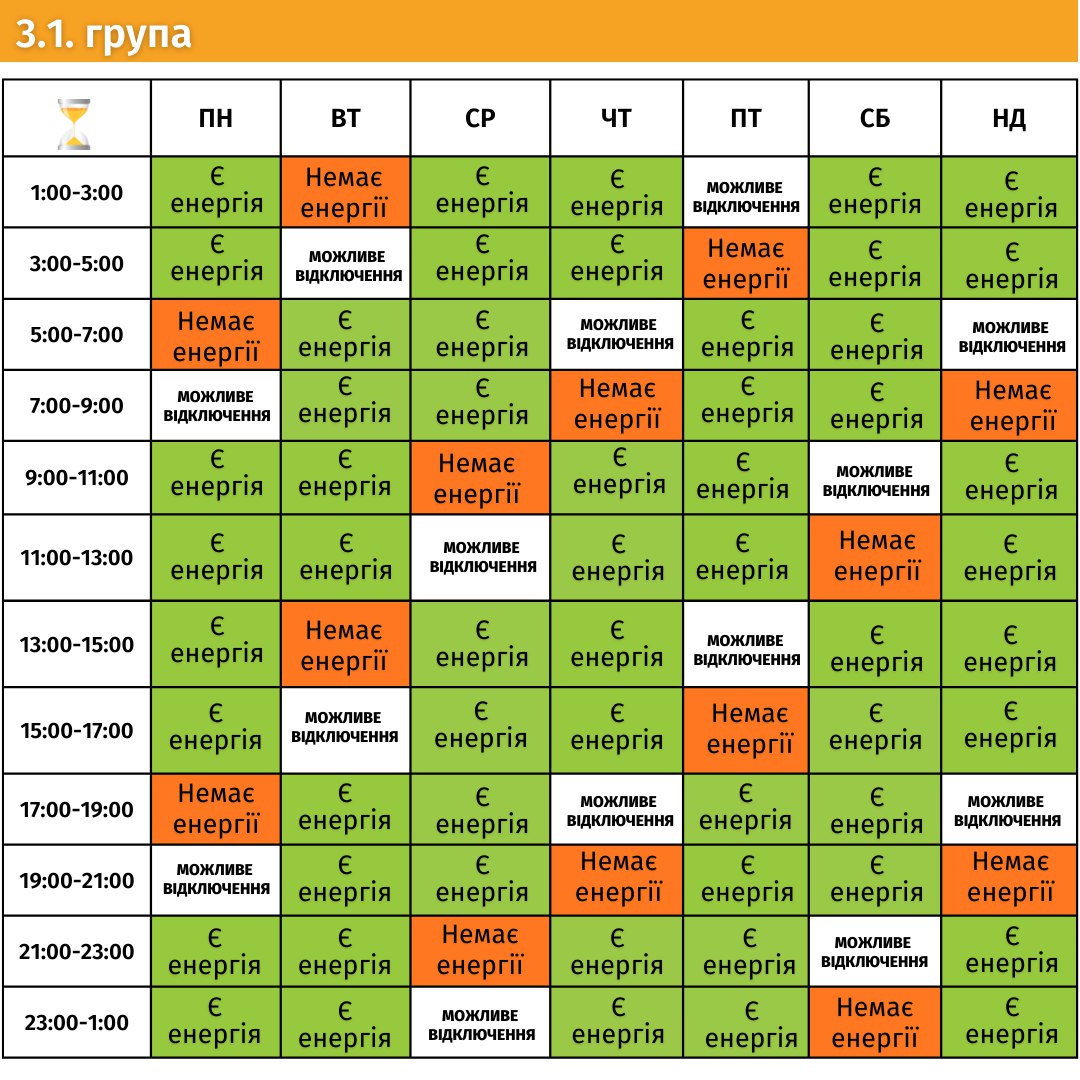 3.1. група
ПН ВТ СР ЧТ ПТ СБ НД
1:00-3:00 Є енергія Немає енергії Є енергія Є енергія МОЖЛИВЕ ВІДКЛЮЧЕННЯ Є енергія Є енергія
3:00-5:00 Є енергія МОЖЛИВЕ ВІДКЛЮЧЕННЯ Є енергія Є енергія Немає енергії Є енергія Є енергія
5:00-7:00 Немає енергії Є енергія Є енергія МОЖЛИВЕ ВІДКЛЮЧЕННЯ Є енергія Є енергія МОЖЛИВЕ ВІДКЛЮЧЕННЯ
7:00-9:00 МОЖЛИВЕ ВІДКЛЮЧЕННЯ Є енергія Є енергія Немає енергії Є енергія Є енергія Немає енергії
9:00-11:00 Є енергія Є енергія Немає енергії Є енергія Є енергія МОЖЛИВЕ ВІДКЛЮЧЕННЯ Є енергія
11:00-13:00 Є енергія Є енергія МОЖЛИВЕ ВІДКЛЮЧЕННЯ Є енергія Є енергія Немає енергії Є енергія
13:00-15:00 Є енергія Немає енергії Є енергія Є енергія МОЖЛИВЕ ВІДКЛЮЧЕННЯ Є енергія Є енергія
15:00-17:00 Є енергія МОЖЛИВЕ ВІДКЛЮЧЕННЯ Є енергія Є енергія Немає енергії Є енергія Є енергія
17:00-19:00 Немає енергії Є енергія Є енергія МОЖЛИВЕ ВІДКЛЮЧЕННЯ Є енергія Є енергія МОЖЛИВЕ ВІДКЛЮЧЕННЯ
19:00-21:00 МОЖЛИВЕ ВІДКЛЮЧЕННЯ Є енергія Є енергія Немає енергії Є енергія Є енергія Немає енергії
21:00-23:00 Є енергія Є енергія Немає енергії Є енергія Є енергія МОЖЛИВЕ ВІДКЛЮЧЕННЯ Є енергія
23:00-1:00 Є енергія Є енергія МОЖЛИВЕ ВІДКЛЮЧЕННЯ Є енергія Є енергія Немає енергії Є енергія